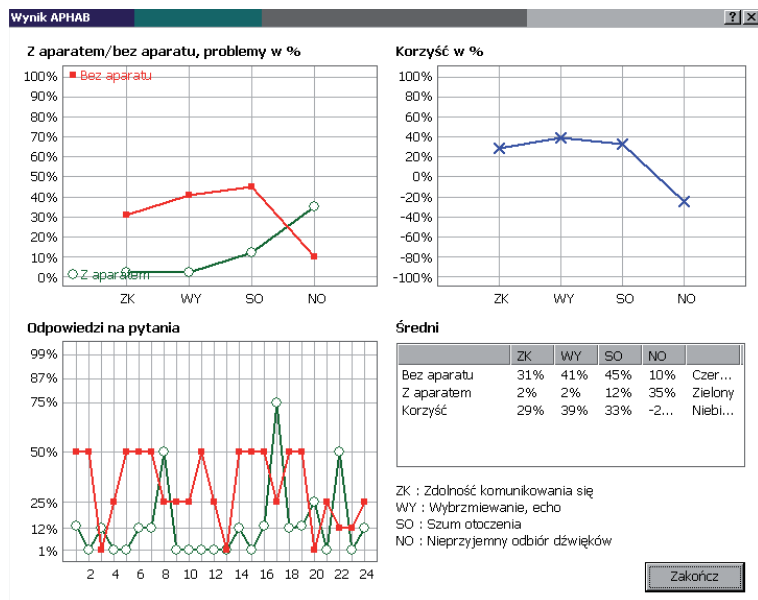 Wynik APHAB
? x
Z aparatem/bez aparatu, problemy w %
100%
90%
80%
70%
60%
50%
40%
30%
20%
10%
0%
Bez aparatu
Z aparatem
ZK WY SO NO
Korzyść w %
100%
80%
60%
40%
20%
0%
-20%
-40%
-60%
-80%
-100%
ZK WY SO NO
Odpowiedzi na pytania
99%
87%
75%
50%
25%
12%
1%
2 4 6 8 10 12 14 16 18 20 22 24
Średni
ZK WY SO NO
Bez aparatu 31% 41% 45% 10% Czer...
Z aparatem 2% 2% 12% 35% Zielony
Korzyść 29% 39% 33% -2... Niebi...
ZK : Zdolność komunikowania się
WY : Wybrzmiewanie, echo
SO : Szum otoczenia
NO : Nieprzyjemny odbiór dźwięków
Zakończ